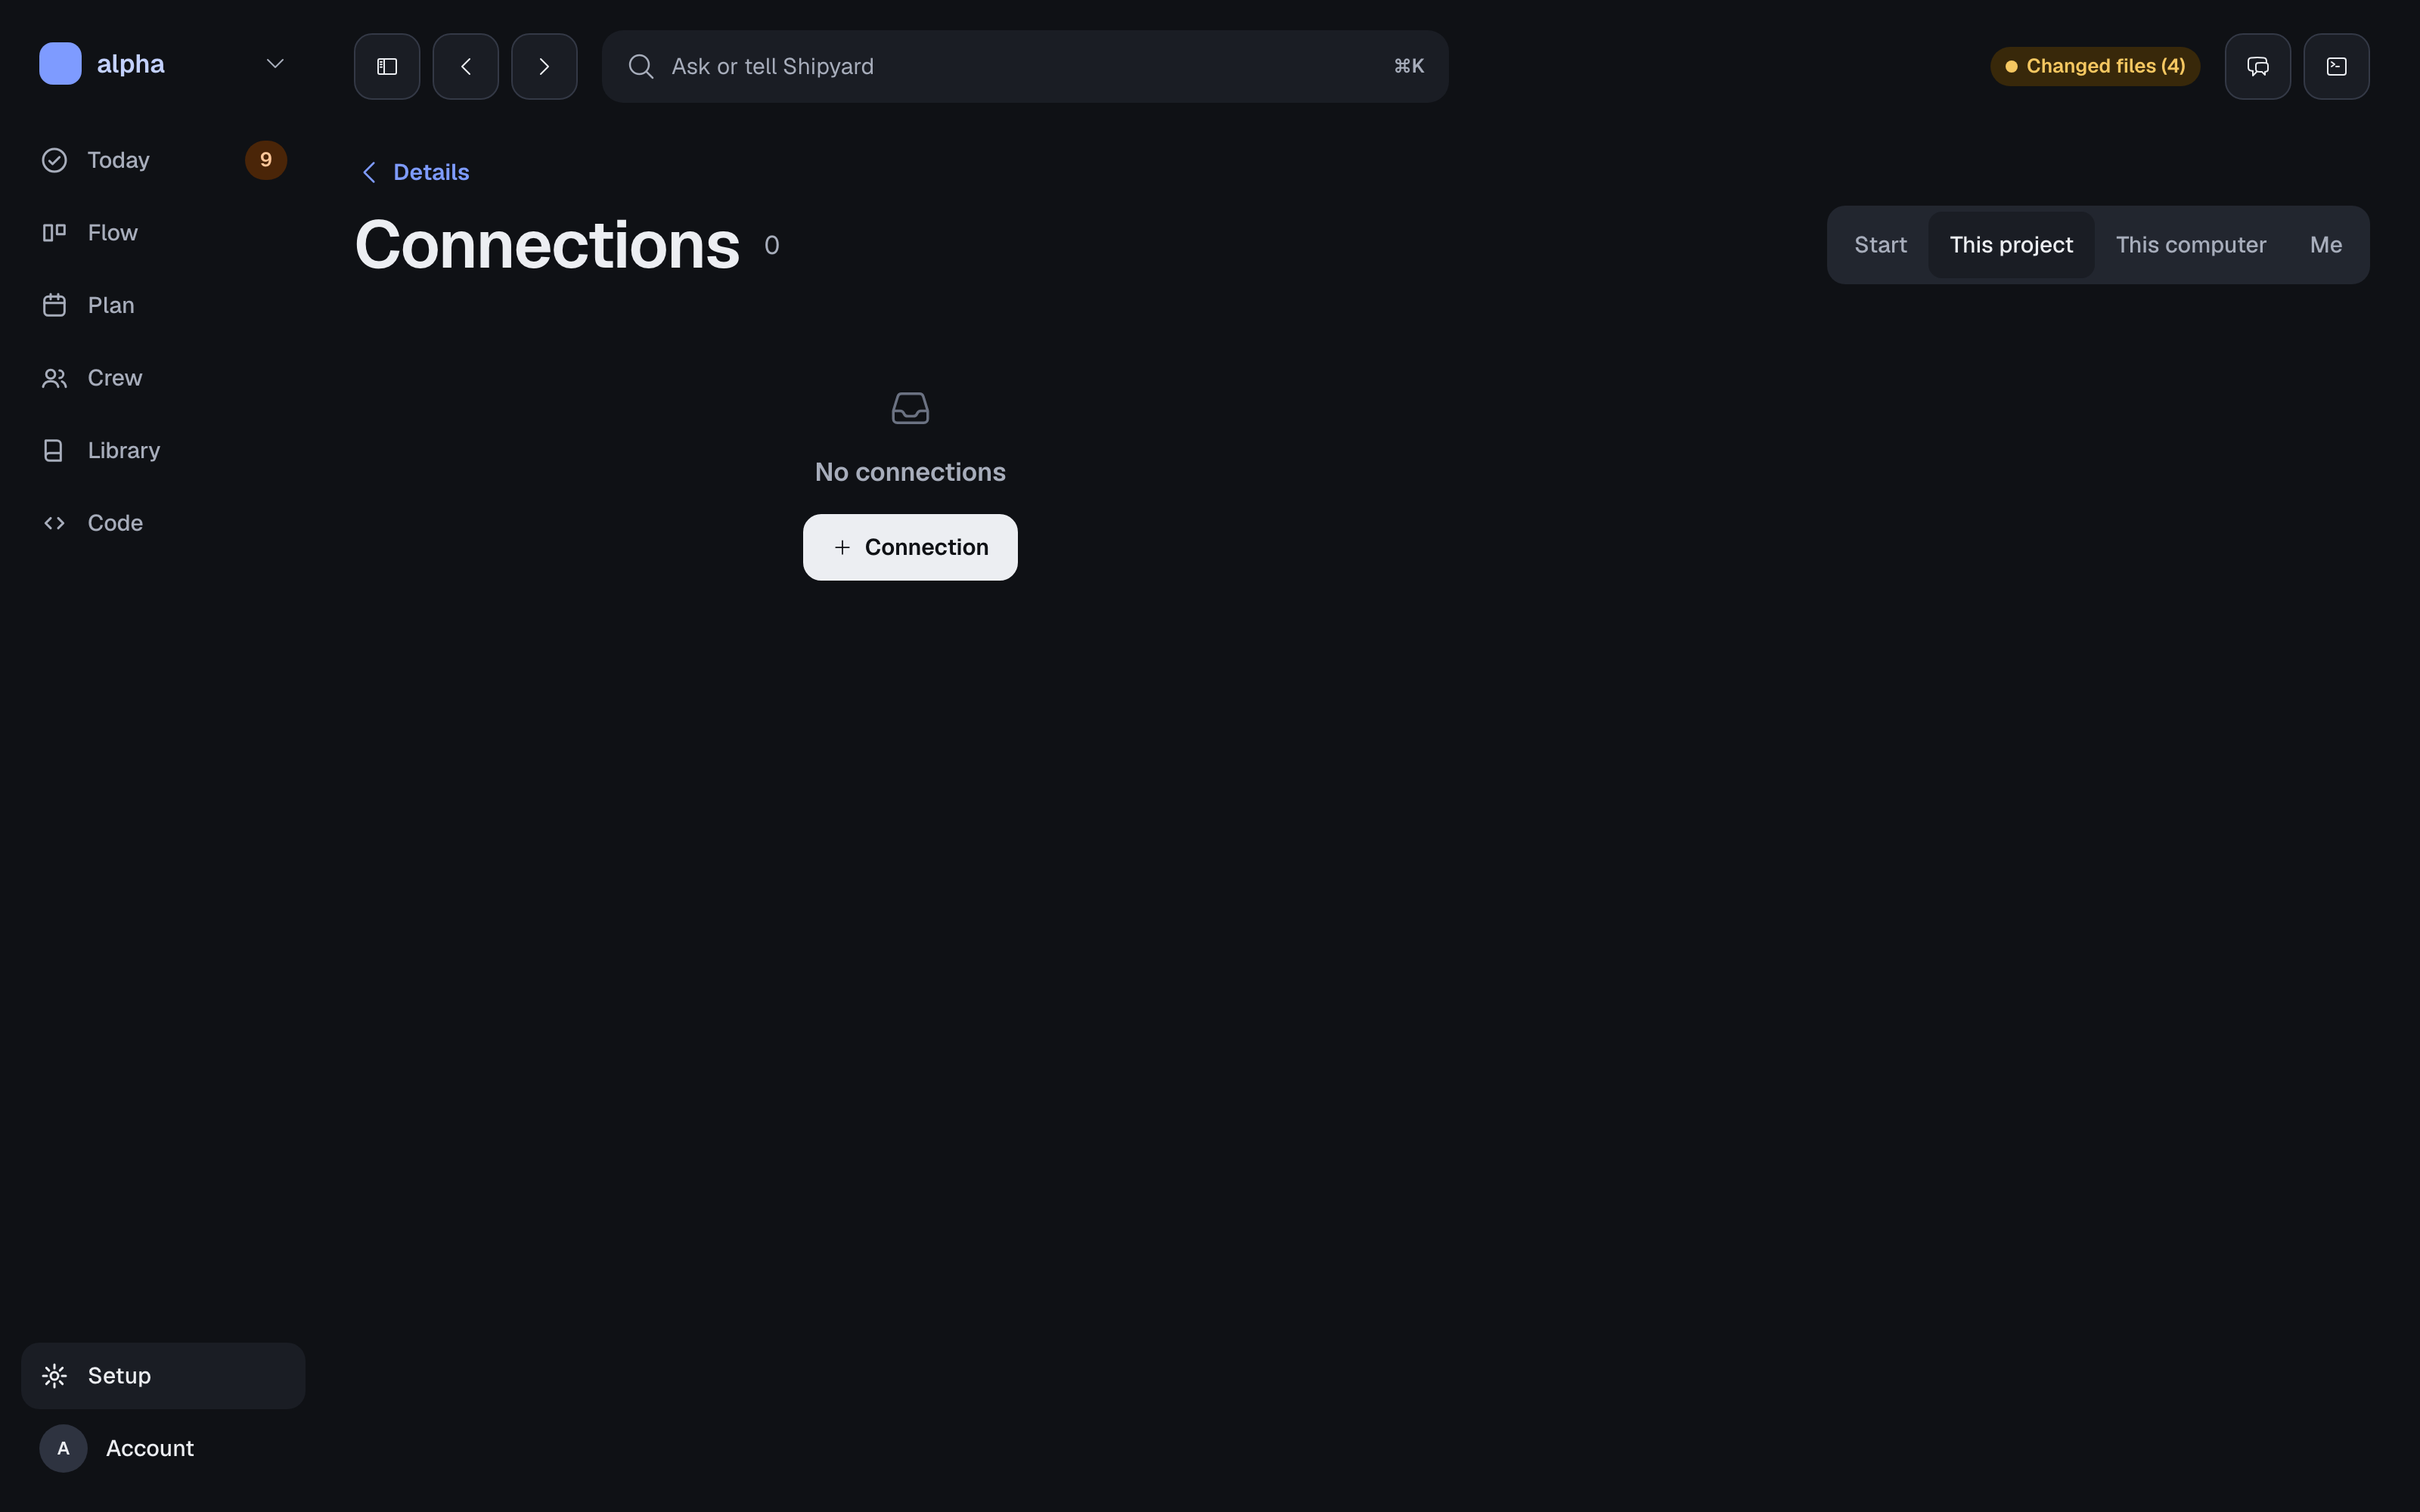 alpha
Ask or tell Shipyard
⌘K
Changed files (4)
Today
9
Flow
Plan
Crew
Library
Code
Details
Connections 0
Start
This project
This computer
Me
No connections
+ Connection
Setup
A
Account